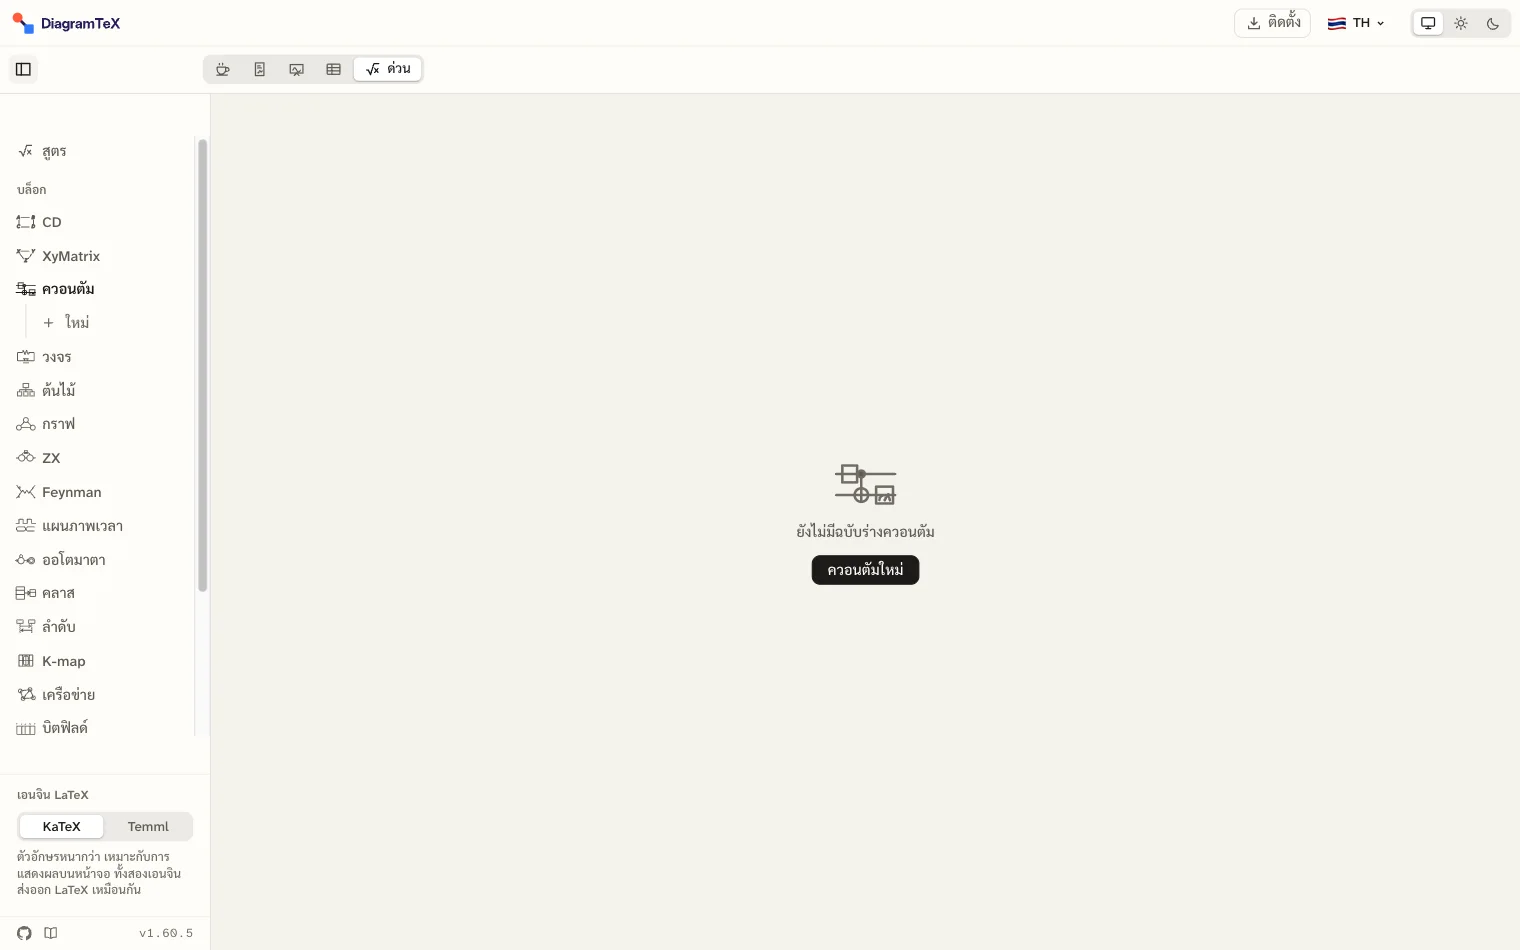 DiagramTeX
ติดตั้ง
TH
ด่วน
สูตร
บล็อก
CD
XyMatrix
ควอนตัม
ใหม่
วงจร
ต้นไม้
กราฟ
ZX
Feynman
แผนภาพเวลา
ออโตมาตา
คลาส
ลำดับ
K-map
เครือข่าย
บิตฟิลด์
ยังไม่มีฉบับร่างควอนตัม
ควอนตัมใหม่
เอนจิน LaTeX
KaTeX
Temml
ตัวอักษรหนากว่า เหมาะกับการ
แสดงผลบนหน้าจอ ทั้งสองเอนจิน
ส่งออก LaTeX เหมือนกัน
v1.60.5